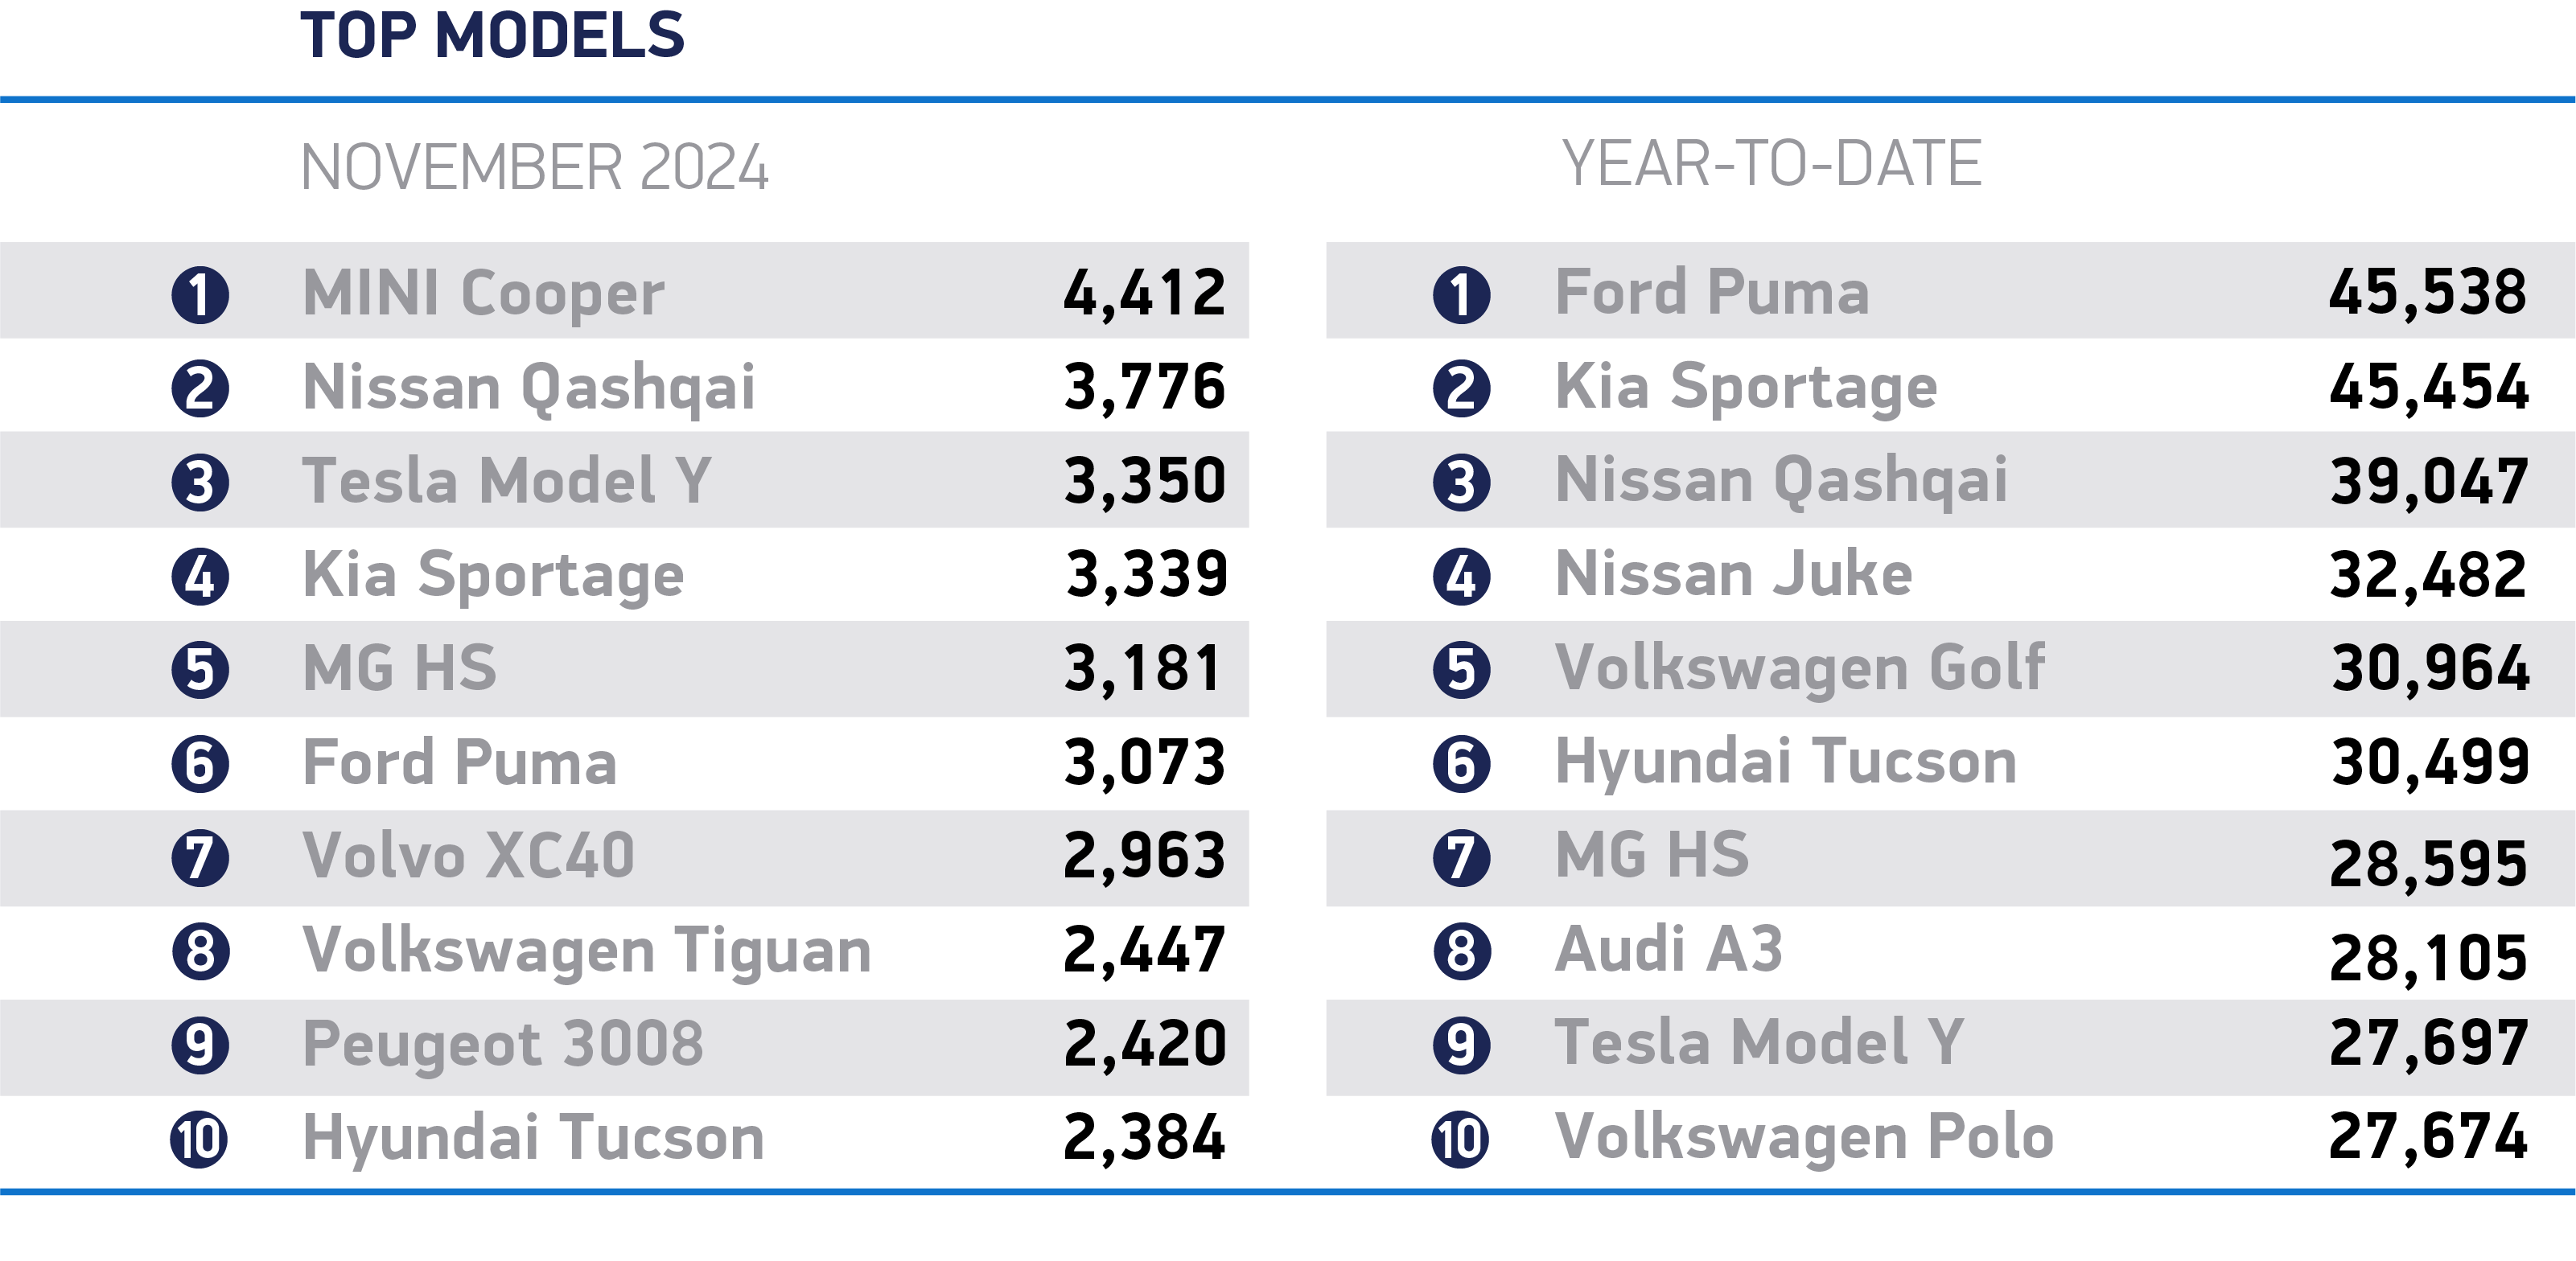 TOP MODELS
NOVEMBER 2024
1 MINI Cooper 4,412
2 Nissan Qashqai 3,776
3 Tesla Model Y 3,350
4 Kia Sportage 3,339
5 MG HS 3,181
6 Ford Puma 3,073
7 Volvo XC40 2,963
8 Volkswagen Tiguan 2,447
9 Peugeot 3008 2,420
10 Hyundai Tucson 2,384
YEAR-TO-DATE
1 Ford Puma 45,538
2 Kia Sportage 45,454
3 Nissan Qashqai 39,047
4 Nissan Juke 32,482
5 Volkswagen Golf 30,964
6 Hyundai Tucson 30,499
7 MG HS 28,595
8 Audi A3 28,105
9 Tesla Model Y 27,697
10 Volkswagen Polo 27,674